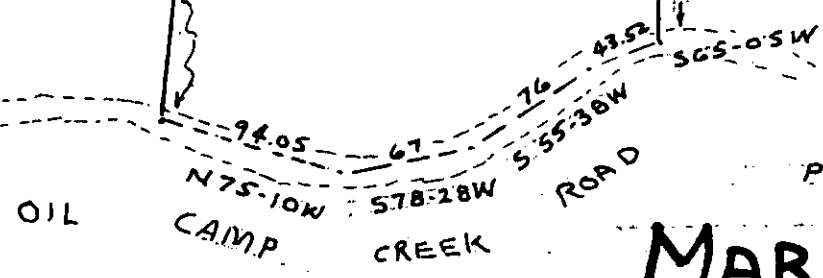 43.52
S65-05W
76
94.05
67
S55-38W
N75-10W
S78-28W
OIL CAMP CREEK ROAD
P
MAR